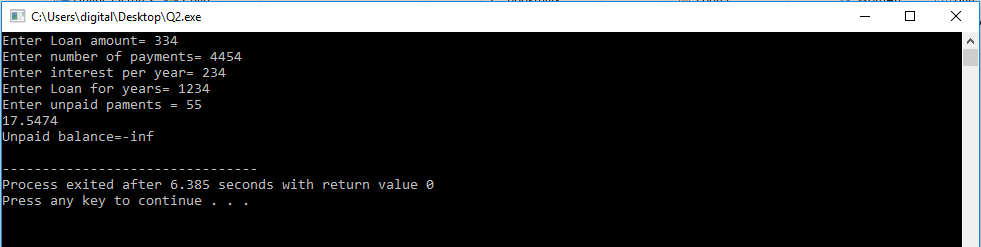 C:\Users\digital\Desktop\Q2.exe
Enter Loan amount= 334
Enter number of payments= 4454
Enter interest per year= 234
Enter Loan for years= 1234
Enter unpaid paments = 55
17.5474
Unpaid balance=-inf
--------------------------------
Process exited after 6.385 seconds with return value 0
Press any key to continue . . .